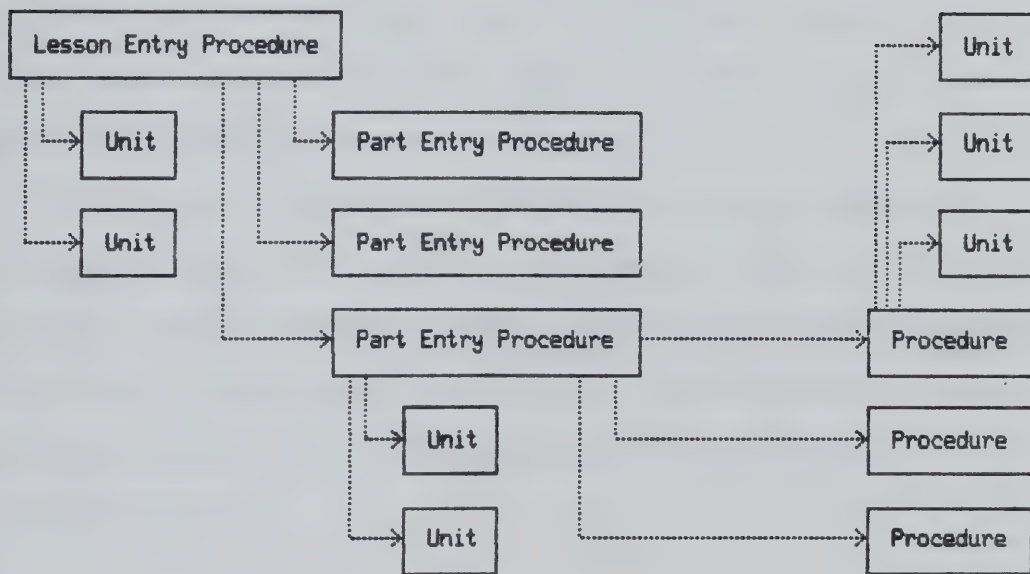 Lesson Entry Procedure
Unit
Unit
Part Entry Procedure
Unit
Unit
Part Entry Procedure
Unit
Part Entry Procedure
Procedure
Unit
Procedure
Unit
Procedure